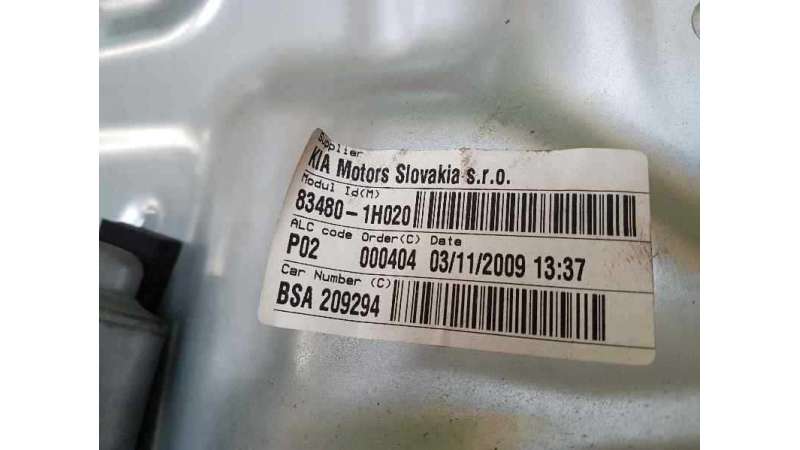 Supplier
KIA Motors Slovakia s.r.o.
Modul Id(M)
83480-1H020
ALC code Order(C) Date
P02 000404 03/11/2009 13:37
Car Number (C)
BSA 209294